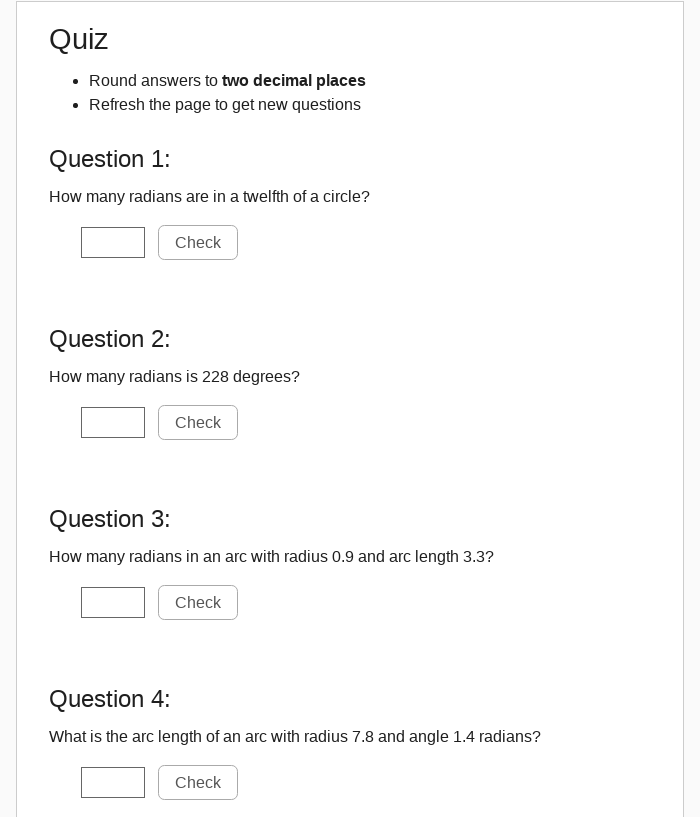 Quiz
Round answers to two decimal places
Refresh the page to get new questions
Question 1:
How many radians are in a twelfth of a circle?
Check
Question 2:
How many radians is 228 degrees?
Check
Question 3:
How many radians in an arc with radius 0.9 and arc length 3.3?
Check
Question 4:
What is the arc length of an arc with radius 7.8 and angle 1.4 radians?
Check